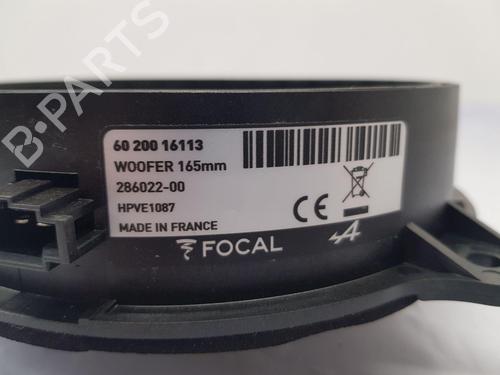 B-PARTS
60 200 16113
WOOFER 165mm
286022-00
HPVE1087
MADE IN FRANCE
CE
FOCAL